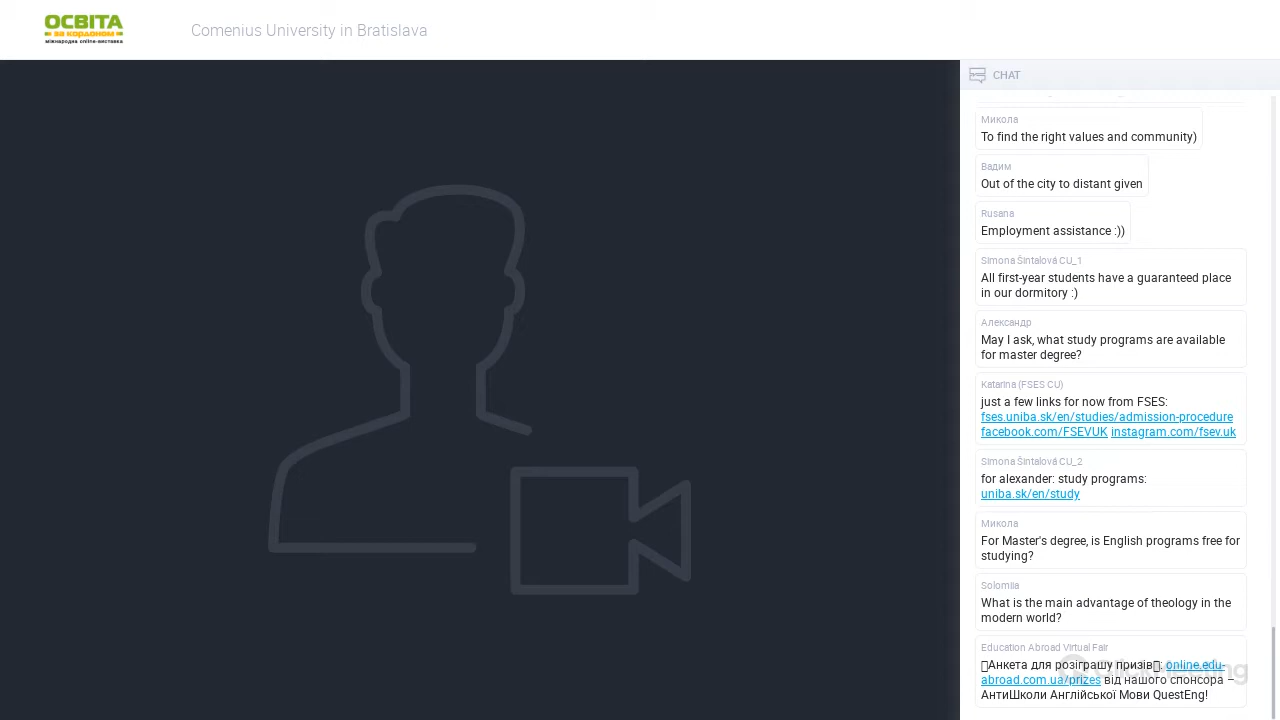 ОСВІТА
за кордоном
міжнародна online-виставка
Comenius University in Bratislava
CHAT
Микола
To find the right values and community)
Вадим
Out of the city to distant given
Rusana
Employment assistance :))
Simona Šintalová CU_1
All first-year students have a guaranteed place
in our dormitory :)
Александр
May I ask, what study programs are available
for master degree?
Katarina (FSES CU)
just a few links for now from FSES:
fses.uniba.sk/en/studies/admission-procedure
facebook.com/FSEVUK instagram.com/fsev.uk
Simona Šintalová CU_2
for alexander: study programs:
uniba.sk/en/study
Микола
For Master's degree, is English programs free for
studying?
Solomiia
What is the main advantage of theology in the
modern world?
Education Abroad Virtual Fair
Анкета для розіграшу призів: online.edu-
abroad.com.ua/prizes від нашого спонсора –
АнтиШколи Англійської Мови QuestEng!